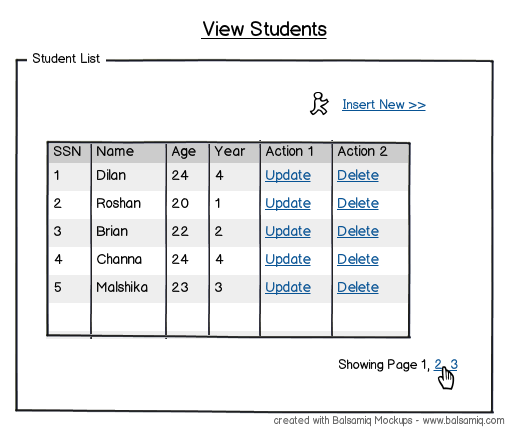 View Students
Student List
Insert New >>
SSN Name Age Year Action 1 Action 2
1 Dilan 24 4 Update Delete
2 Roshan 20 1 Update Delete
3 Brian 22 2 Update Delete
4 Channa 24 4 Update Delete
5 Malshika 23 3 Update Delete
Showing Page 1, 2, 3
created with Balsamiq Mockups - www.balsamiq.com